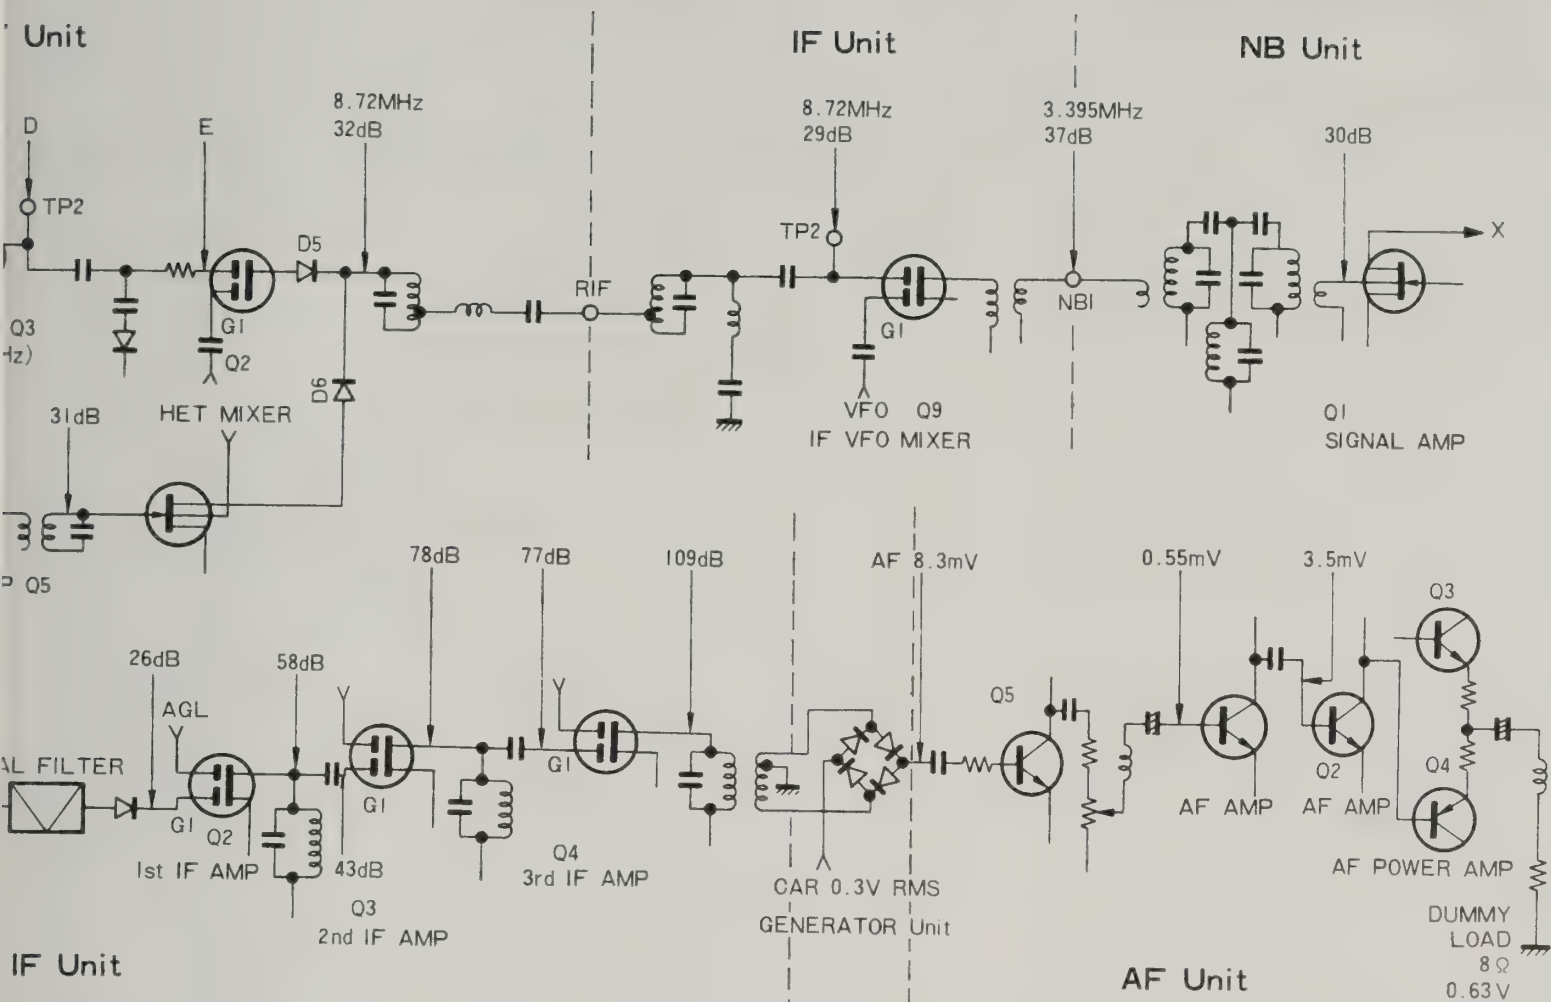 Unit
IF Unit
NB Unit
8.72MHz
32dB
8.72MHz
29dB
3.395MHz
37dB
30dB
D
E
TP2
D5
TP2
X
RIF
NBI
Q3
Hz)
G1
Q2
G1
D6
HET MIXER
VFO Q9
IF VFO MIXER
Q1
SIGNAL AMP
31dB
P Q5
78dB
77dB
109dB
AF 8.3mV
0.55mV
3.5mV
Q3
26dB
58dB
AGL
Q5
AL FILTER
G1
G1
G1
Q2
Q2
Q4
1st IF AMP
43dB
Q4
3rd IF AMP
AF AMP
AF AMP
AF POWER AMP
CAR 0.3V RMS
Q3
2nd IF AMP
GENERATOR Unit
DUMMY
LOAD
8Ω
0.63V
IF Unit
AF Unit